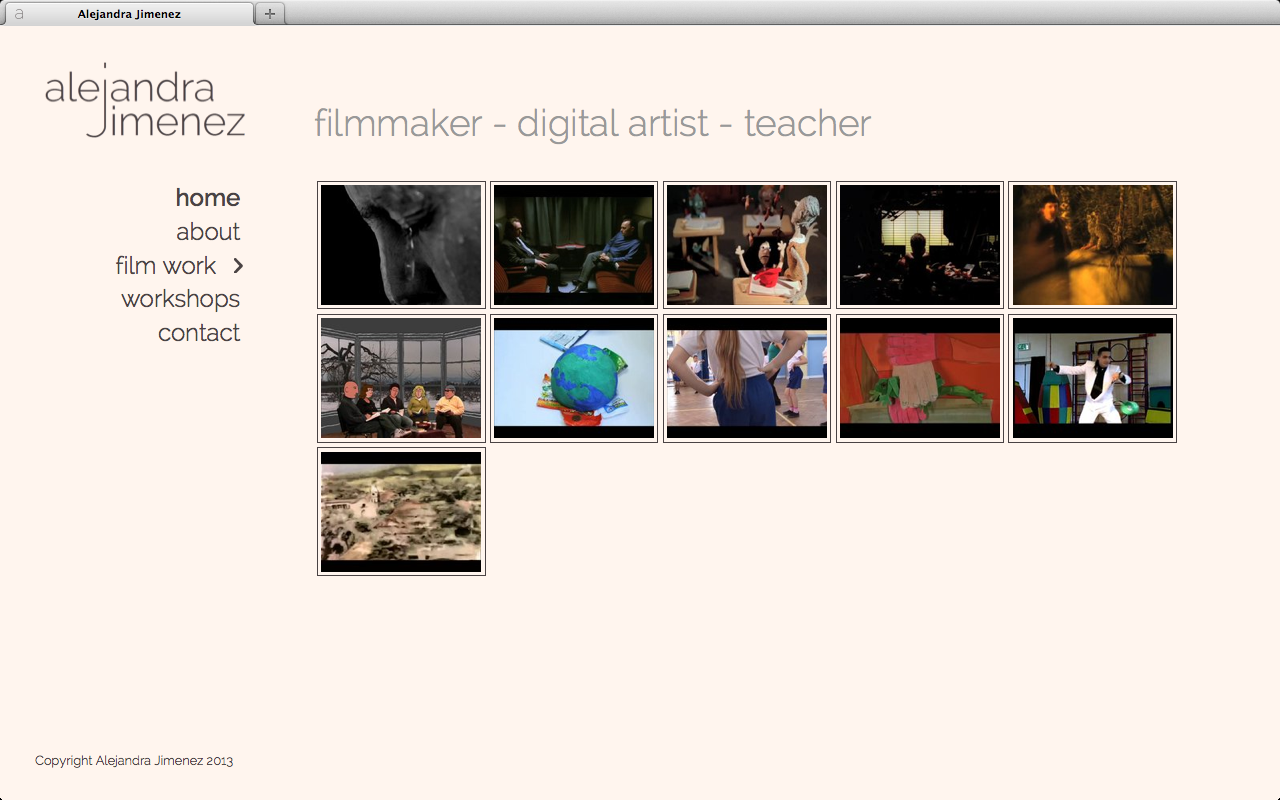 a
Alejandra Jimenez
+
alejandra
Jimenez
filmmaker - digital artist - teacher
home
about
film work >
workshops
contact
Copyright Alejandra Jimenez 2013